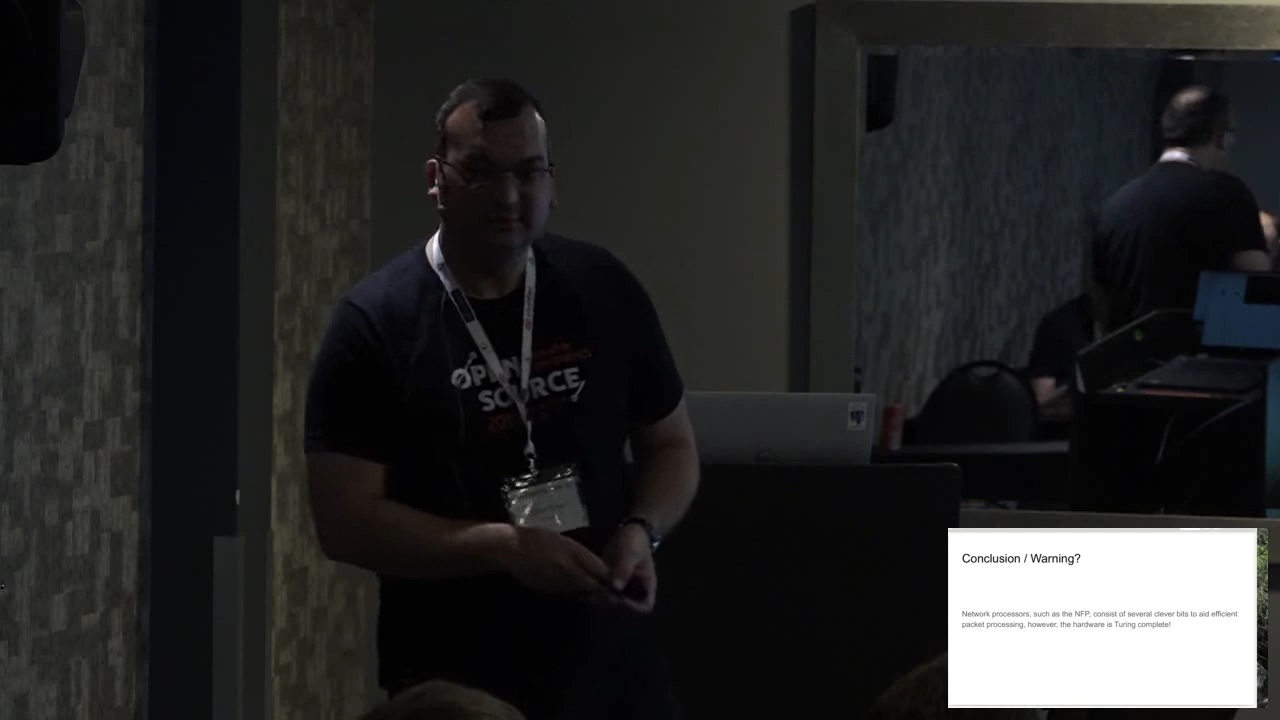 OPEN
SOURCE
Conclusion / Warning?
Network processors, such as the NFP, consist of several clever bits to aid efficient
packet processing, however, the hardware is Turing complete!